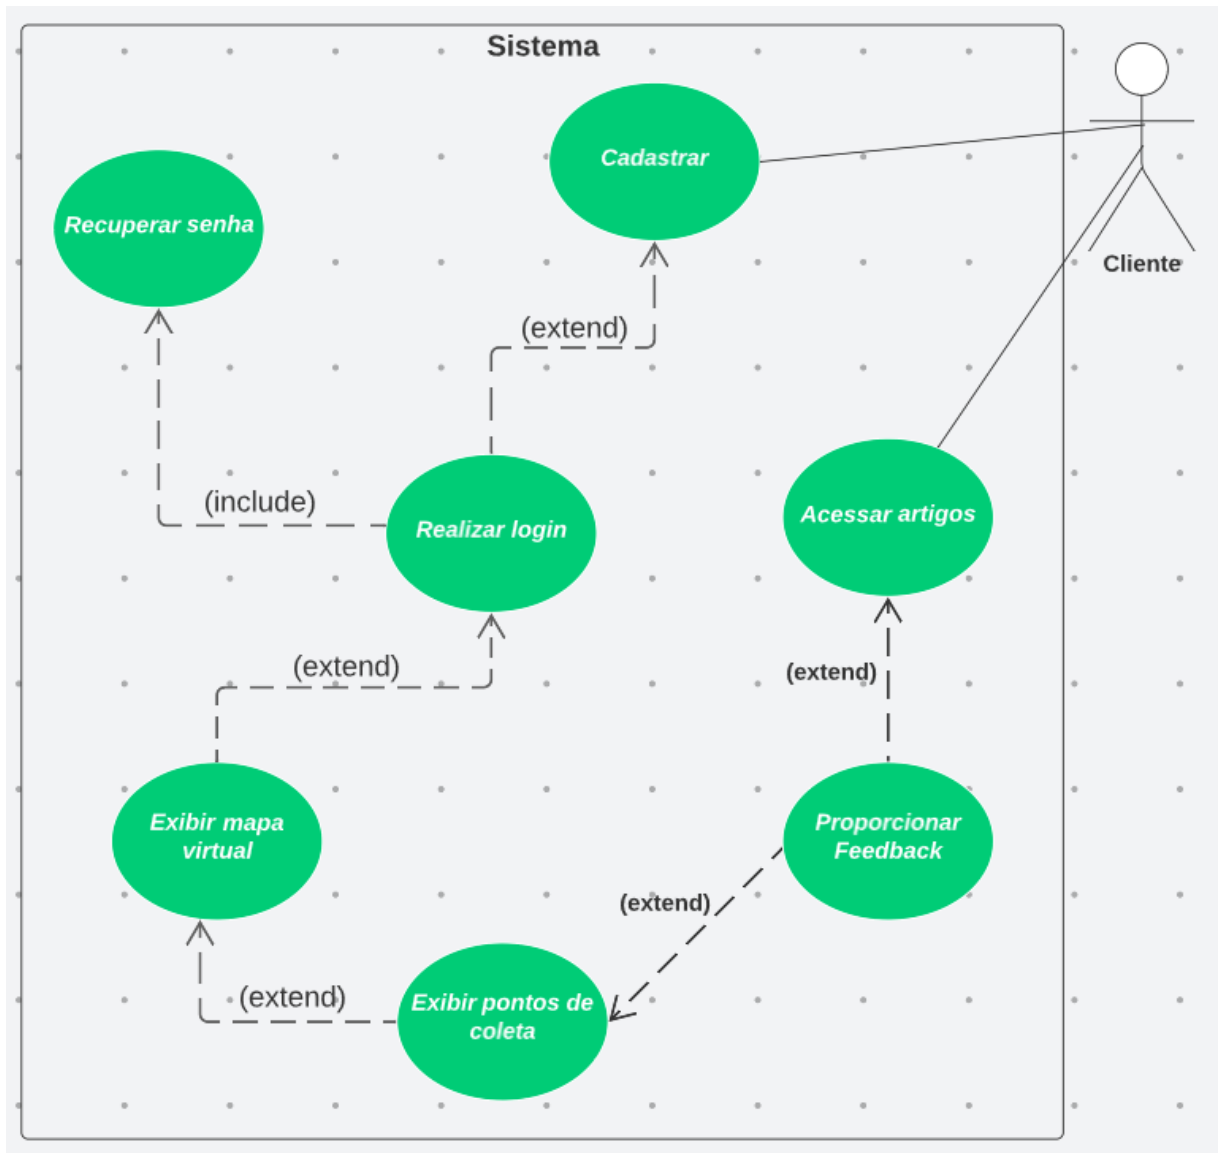 Sistema
Cadastrar
Recuperar senha
Cliente
(extend)
(include)
Realizar login
Acessar artigos
(extend)
(extend)
Exibir mapa
virtual
Proporcionar
Feedback
(extend)
(extend)
Exibir pontos de
coleta